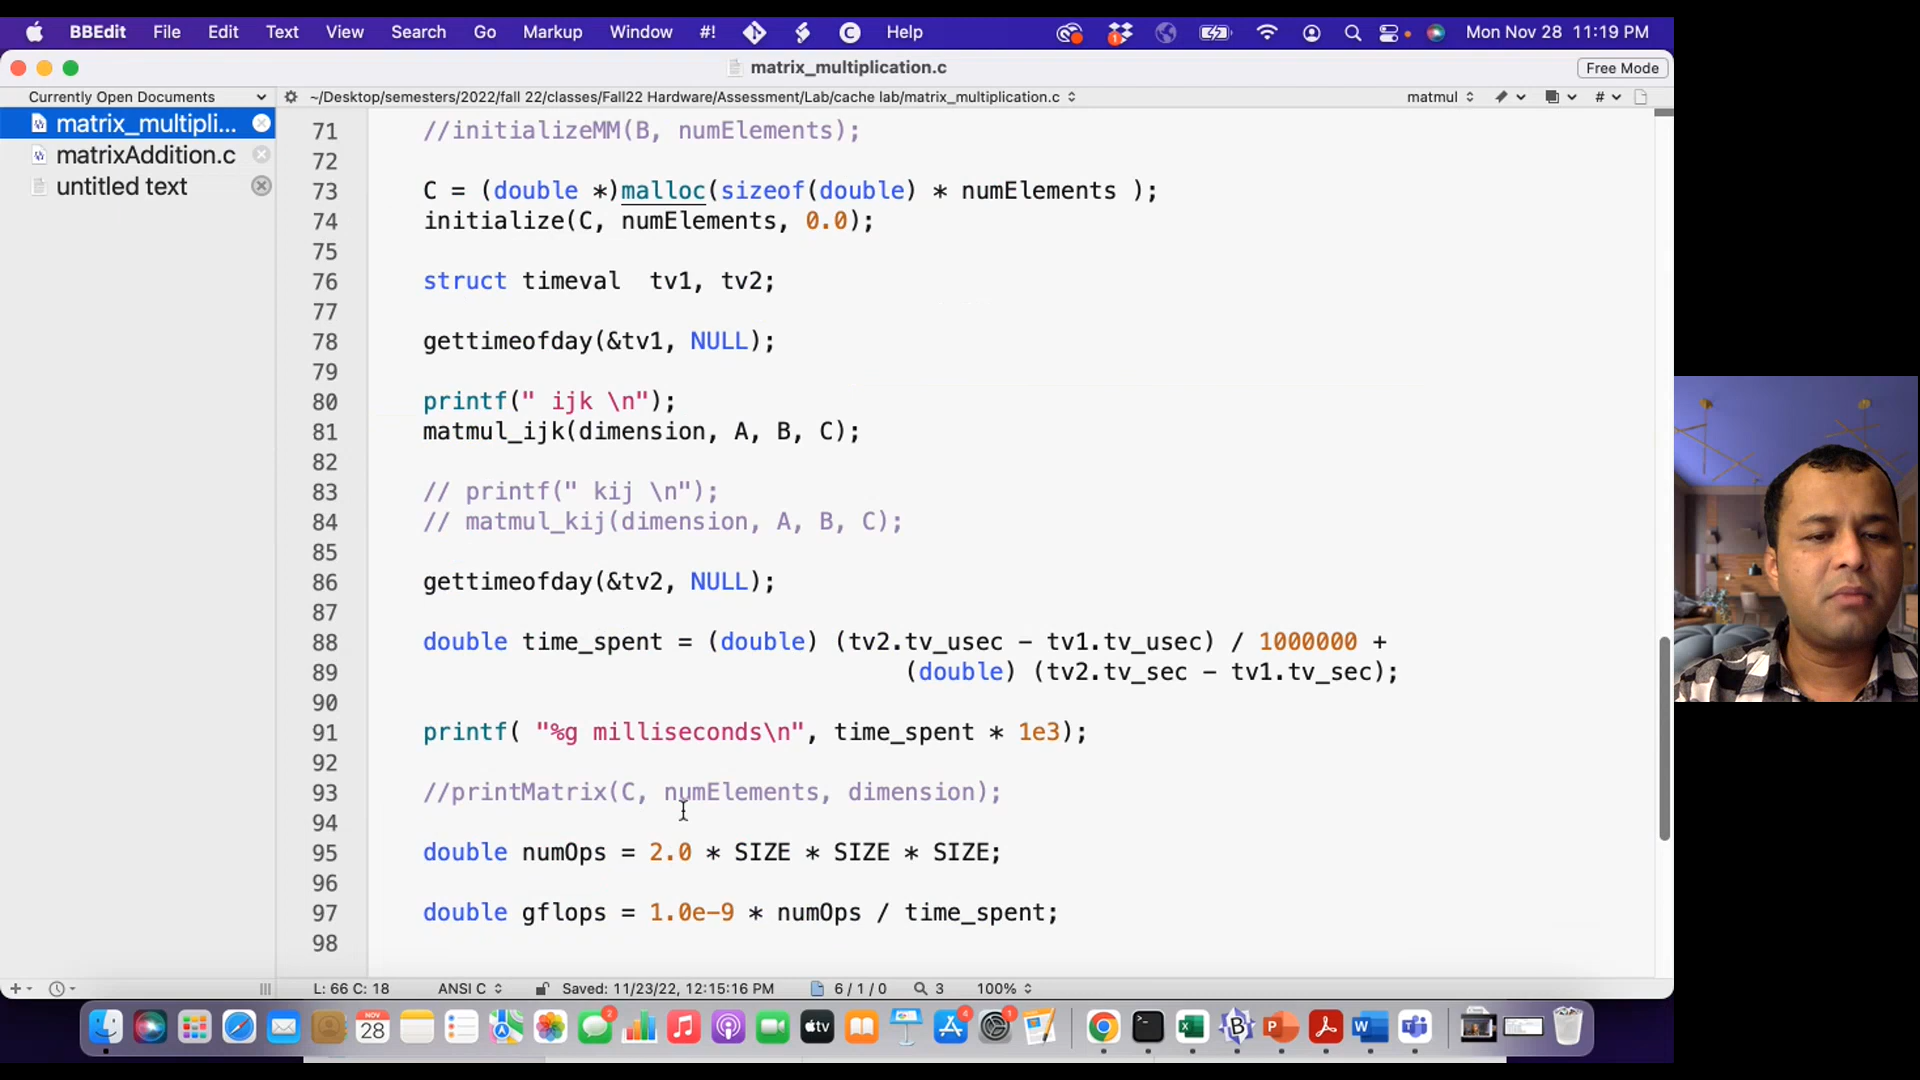 BBEdit File Edit Text View Search Go Markup Window #! Help Mon Nov 28 11:19 PM
matrix_multiplication.c
Free Mode
Currently Open Documents
~/Desktop/semesters/2022/fall 22/classes/Fall22 Hardware/Assessment/Lab/cache lab/matrix_multiplication.c
matmul
#
matrix_multipli...
matrixAddition.c
untitled text
71 //initializeMM(B, numElements);
72
73 C = (double *)malloc(sizeof(double) * numElements );
74 initialize(C, numElements, 0.0);
75
76 struct timeval  tv1, tv2;
77
78 gettimeofday(&tv1, NULL);
79
80 printf(" ijk \n");
81 matmul_ijk(dimension, A, B, C);
82
83 // printf(" kij \n");
84 // matmul_kij(dimension, A, B, C);
85
86 gettimeofday(&tv2, NULL);
87
88 double time_spent = (double) (tv2.tv_usec - tv1.tv_usec) / 1000000 +
89 (double) (tv2.tv_sec - tv1.tv_sec);
90
91 printf( "%g milliseconds\n", time_spent * 1e3);
92
93 //printMatrix(C, numElements, dimension);
94
95 double numOps = 2.0 * SIZE * SIZE * SIZE;
96
97 double gflops = 1.0e-9 * numOps / time_spent;
98
L: 66 C: 18 ANSI C Saved: 11/23/22, 12:15:16 PM 6 / 1 / 0 3 100%
NOV
28
2
tv
4
1